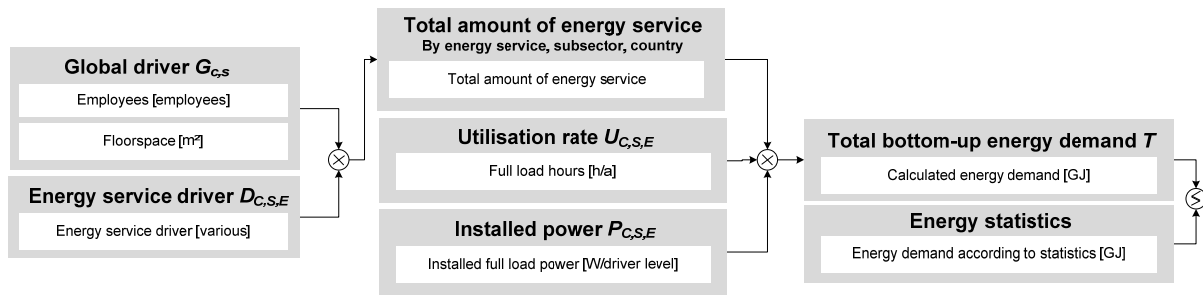 Global driver G_C,S
Employees [employees]
Floorspace [m²]
Energy service driver D_C,S,E
Energy service driver [various]
Total amount of energy service
By energy service, subsector, country
Total amount of energy service
Utilisation rate U_C,S,E
Full load hours [h/a]
Installed power P_C,S,E
Installed full load power [W/driver level]
Total bottom-up energy demand T
Calculated energy demand [GJ]
Energy statistics
Energy demand according to statistics [GJ]